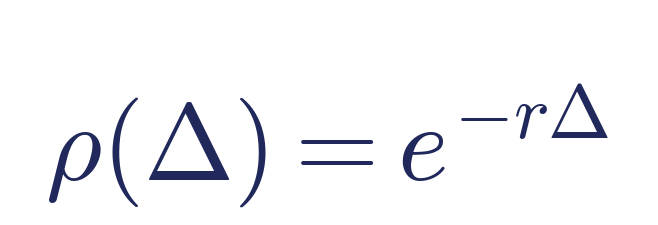 ρ(Δ) = e^{-rΔ}